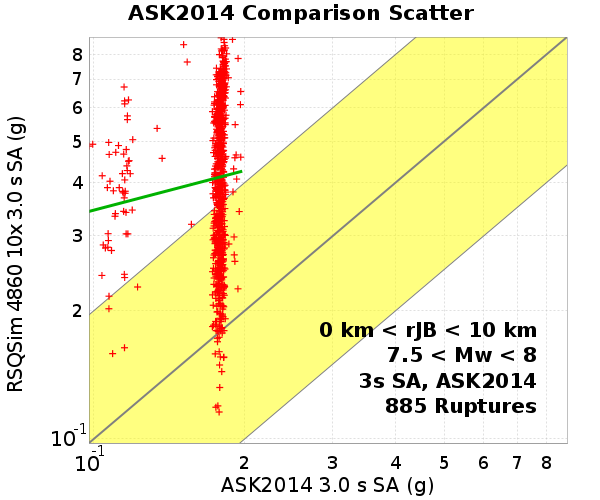 ASK2014 Comparison Scatter
RSQSim 4860 10x 3.0 s SA (g)
8
7
6
5
4
3
2
10-1
0 km < rJB < 10 km
7.5 < Mw < 8
3s SA, ASK2014
885 Ruptures
10-1 2 3 4 5 6 7 8
ASK2014 3.0 s SA (g)